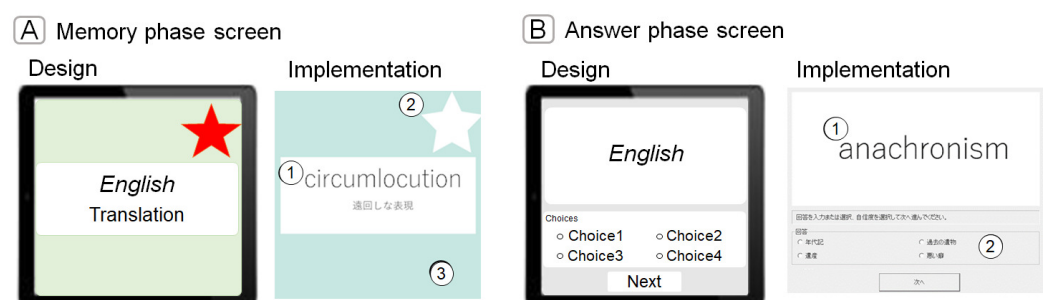 A Memory phase screen
Design
Implementation
English
Translation
② 
① circumlocution
遠回しな表現
③
B Answer phase screen
Design
Implementation
English
Choices
Choice1 Choice2
Choice3 Choice4
Next
①
anachronism
回答を入力または選択、自信度を選択して次へ進んでください。
回答
年代記 過去の遺物
遺産 悪い癖
②
次へ